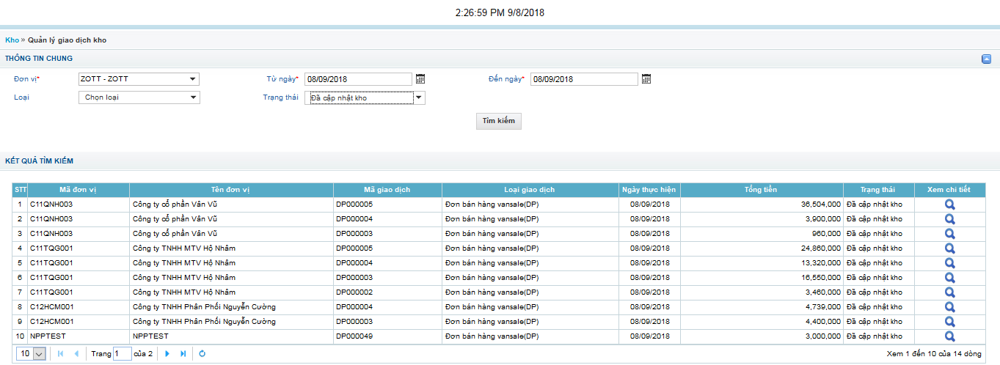 2:26:59 PM 9/8/2018
Kho » Quản lý giao dịch kho
THÔNG TIN CHUNG
Đơn vị* ZOTT - ZOTT Từ ngày* 08/09/2018 Đến ngày* 08/09/2018
Loại Chọn loại Trạng thái Đã cập nhật kho
Tìm kiếm
KẾT QUẢ TÌM KIẾM
STT Mã đơn vị Tên đơn vị Mã giao dịch Loại giao dịch Ngày thực hiện Tổng tiền Trạng thái Xem chi tiết
1 C11QNH003 Công ty cổ phần Vân Vũ DP000005 Đơn bán hàng vansale(DP) 08/09/2018 36,504,000 Đã cập nhật kho
2 C11QNH003 Công ty cổ phần Vân Vũ DP000004 Đơn bán hàng vansale(DP) 08/09/2018 3,900,000 Đã cập nhật kho
3 C11QNH003 Công ty cổ phần Vân Vũ DP000003 Đơn bán hàng vansale(DP) 08/09/2018 960,000 Đã cập nhật kho
4 C11TQG001 Công ty TNHH MTV Hộ Nhâm DP000005 Đơn bán hàng vansale(DP) 08/09/2018 24,860,000 Đã cập nhật kho
5 C11TQG001 Công ty TNHH MTV Hộ Nhâm DP000004 Đơn bán hàng vansale(DP) 08/09/2018 13,320,000 Đã cập nhật kho
6 C11TQG001 Công ty TNHH MTV Hộ Nhâm DP000003 Đơn bán hàng vansale(DP) 08/09/2018 16,550,000 Đã cập nhật kho
7 C11TQG001 Công ty TNHH MTV Hộ Nhâm DP000002 Đơn bán hàng vansale(DP) 08/09/2018 3,460,000 Đã cập nhật kho
8 C12HCM001 Công ty TNHH Phân Phối Nguyễn Cường DP000004 Đơn bán hàng vansale(DP) 08/09/2018 4,739,000 Đã cập nhật kho
9 C12HCM001 Công ty TNHH Phân Phối Nguyễn Cường DP000003 Đơn bán hàng vansale(DP) 08/09/2018 4,400,000 Đã cập nhật kho
10 NPPTEST NPPTEST DP000049 Đơn bán hàng vansale(DP) 08/09/2018 3,000,000 Đã cập nhật kho
10 Trang 1 của 2 Xem 1 đến 10 của 14 dòng